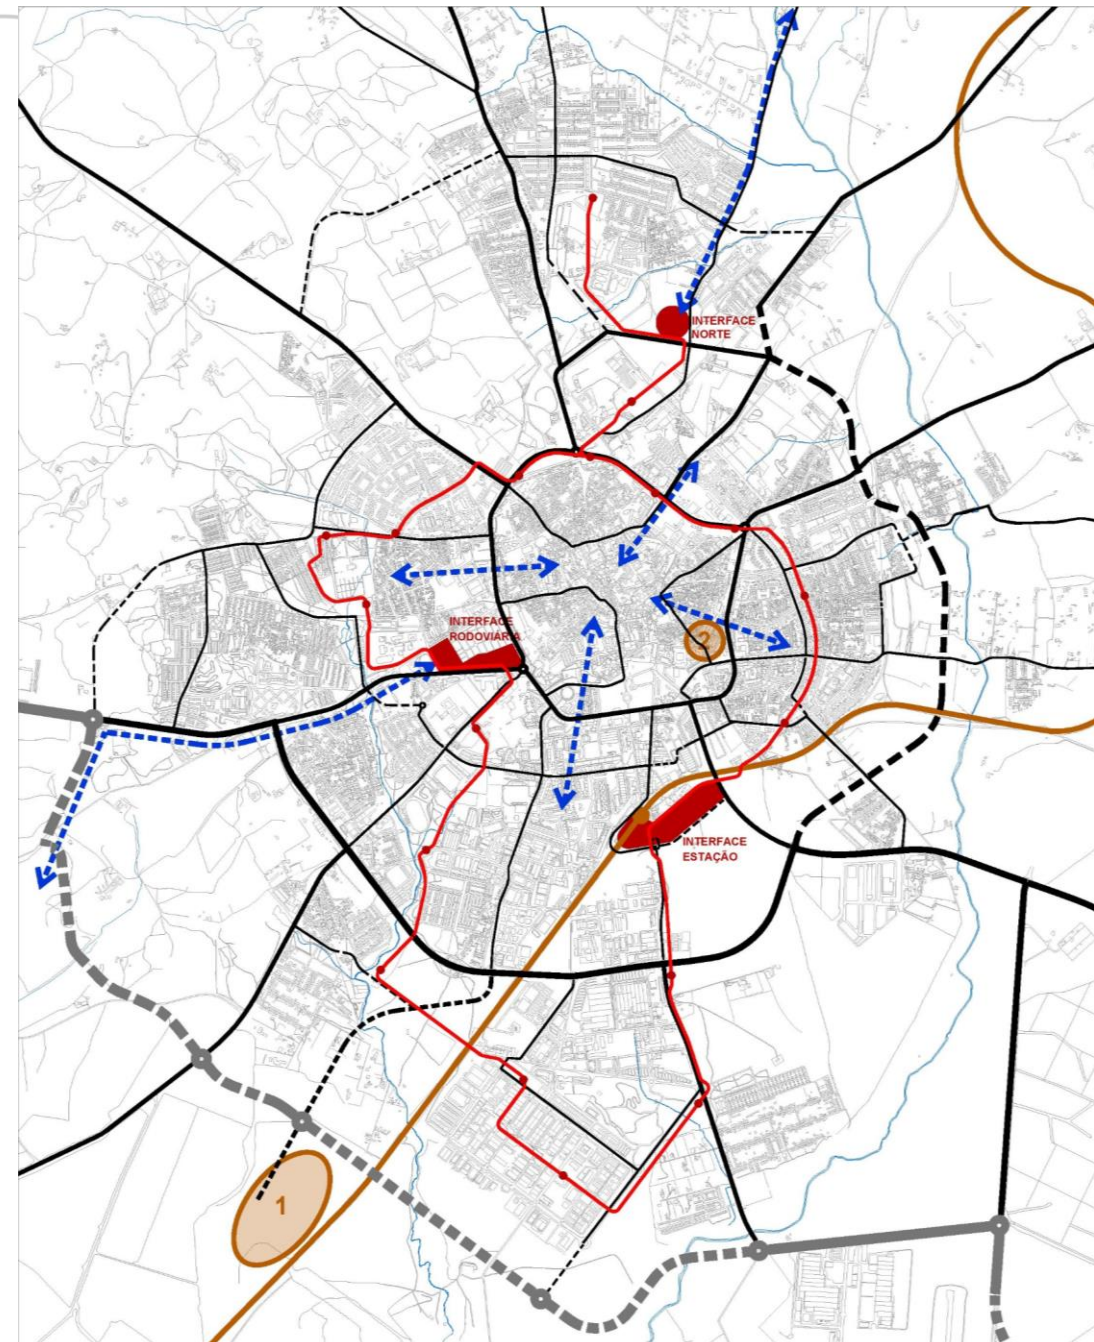 INTERFACE
NORTE
INTERFACE
RODOVIÁRIA
2
INTERFACE
ESTAÇÃO
1